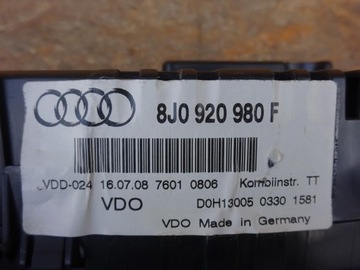 8J0 920 980 F
VDD-024 16.07.08 7601 0806 Kombiinstr. TT
VDO D0H13005 0330 1581
VDO Made in Germany